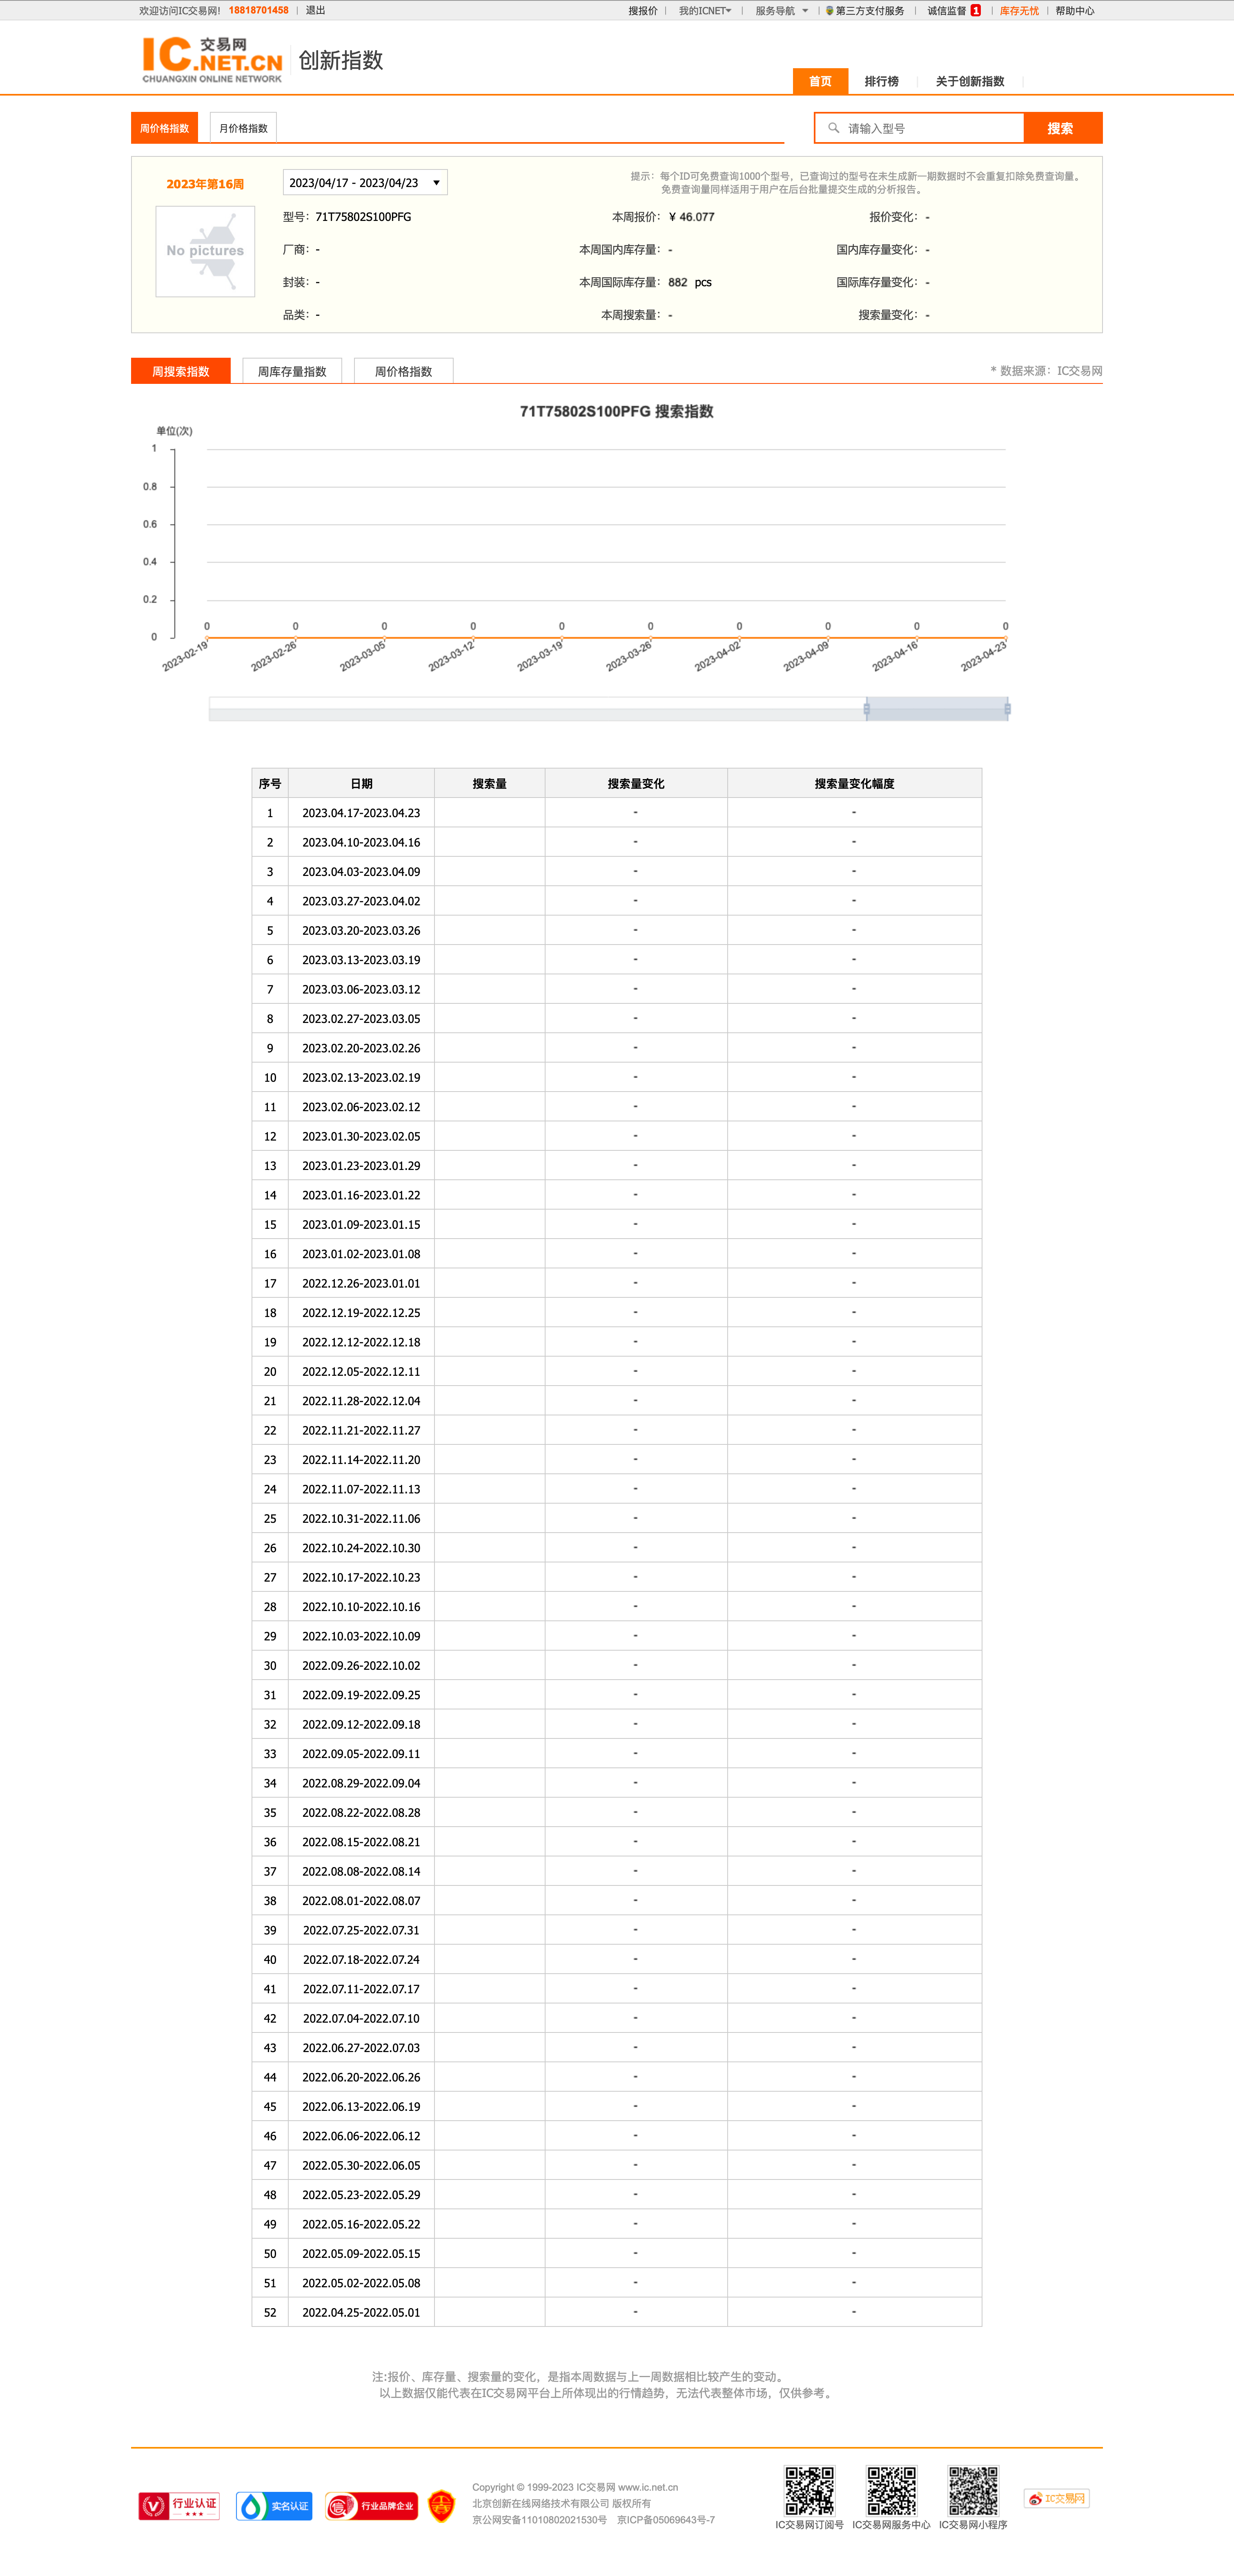 欢迎访问IC交易网! 18818701458 | 退出
搜报价 | 我的ICNET | 服务导航 | 第三方支付服务 | 诚信监督 1 | 库存无忧 | 帮助中心
IC 交易网
.NET.CN
CHUANGXIN ONLINE NETWORK
创新指数
首页 排行榜 关于创新指数
周价格指数 月价格指数
请输入型号 搜索
2023年第16周
2023/04/17 - 2023/04/23
提示：每个ID可免费查询1000个型号，已查询过的型号在未生成新一期数据时不会重复扣除免费查询量。
免费查询量同样适用于用户在后台批量提交生成的分析报告。
No pictures
型号：71T75802S100PFG 本周报价：¥ 46.077 报价变化：-
厂商：- 本周国内库存量：- 国内库存量变化：-
封装：- 本周国际库存量：882 pcs 国际库存量变化：-
品类：- 本周搜索量：- 搜索量变化：-
周搜索指数 周库存量指数 周价格指数
* 数据来源：IC交易网
71T75802S100PFG 搜索指数
单位(次)
1
0.8
0.6
0.4
0.2
0
0 0 0 0 0 0 0 0 0 0
2023-02-19 2023-02-26 2023-03-05 2023-03-12 2023-03-19 2023-03-26 2023-04-02 2023-04-09 2023-04-16 2023-04-23
序号 日期 搜索量 搜索量变化 搜索量变化幅度
1 2023.04.17-2023.04.23 - -
2 2023.04.10-2023.04.16 - -
3 2023.04.03-2023.04.09 - -
4 2023.03.27-2023.04.02 - -
5 2023.03.20-2023.03.26 - -
6 2023.03.13-2023.03.19 - -
7 2023.03.06-2023.03.12 - -
8 2023.02.27-2023.03.05 - -
9 2023.02.20-2023.02.26 - -
10 2023.02.13-2023.02.19 - -
11 2023.02.06-2023.02.12 - -
12 2023.01.30-2023.02.05 - -
13 2023.01.23-2023.01.29 - -
14 2023.01.16-2023.01.22 - -
15 2023.01.09-2023.01.15 - -
16 2023.01.02-2023.01.08 - -
17 2022.12.26-2023.01.01 - -
18 2022.12.19-2022.12.25 - -
19 2022.12.12-2022.12.18 - -
20 2022.12.05-2022.12.11 - -
21 2022.11.28-2022.12.04 - -
22 2022.11.21-2022.11.27 - -
23 2022.11.14-2022.11.20 - -
24 2022.11.07-2022.11.13 - -
25 2022.10.31-2022.11.06 - -
26 2022.10.24-2022.10.30 - -
27 2022.10.17-2022.10.23 - -
28 2022.10.10-2022.10.16 - -
29 2022.10.03-2022.10.09 - -
30 2022.09.26-2022.10.02 - -
31 2022.09.19-2022.09.25 - -
32 2022.09.12-2022.09.18 - -
33 2022.09.05-2022.09.11 - -
34 2022.08.29-2022.09.04 - -
35 2022.08.22-2022.08.28 - -
36 2022.08.15-2022.08.21 - -
37 2022.08.08-2022.08.14 - -
38 2022.08.01-2022.08.07 - -
39 2022.07.25-2022.07.31 - -
40 2022.07.18-2022.07.24 - -
41 2022.07.11-2022.07.17 - -
42 2022.07.04-2022.07.10 - -
43 2022.06.27-2022.07.03 - -
44 2022.06.20-2022.06.26 - -
45 2022.06.13-2022.06.19 - -
46 2022.06.06-2022.06.12 - -
47 2022.05.30-2022.06.05 - -
48 2022.05.23-2022.05.29 - -
49 2022.05.16-2022.05.22 - -
50 2022.05.09-2022.05.15 - -
51 2022.05.02-2022.05.08 - -
52 2022.04.25-2022.05.01 - -
注:报价、库存量、搜索量的变化，是指本周数据与上一周数据相比较产生的变动。
以上数据仅能代表在IC交易网平台上所体现出的行情趋势，无法代表整体市场，仅供参考。
行业认证 实名认证 行业品牌企业
Copyright © 1999-2023 IC交易网 www.ic.net.cn
北京创新在线网络技术有限公司 版权所有
京公网安备11010802021530号 京ICP备05069643号-7
IC交易网订阅号 IC交易网服务中心 IC交易网小程序
IC交易网